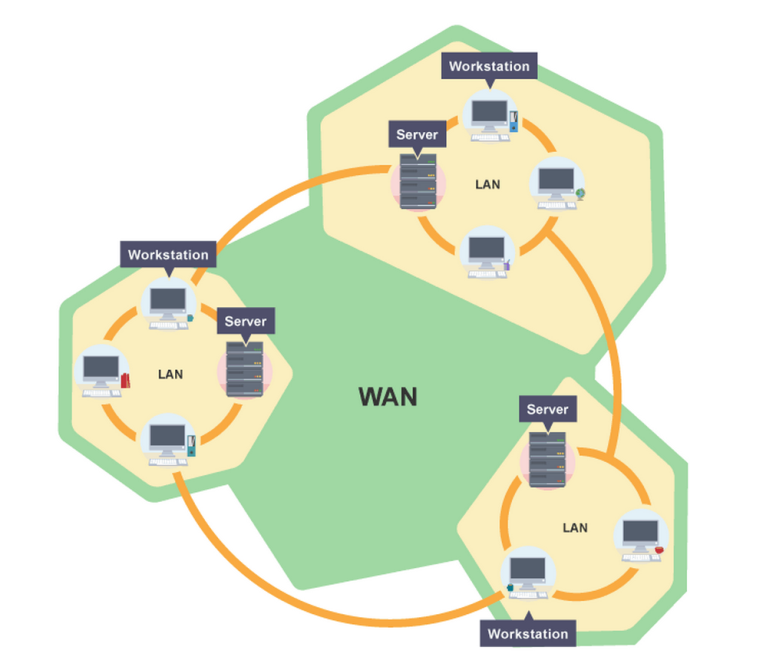 Workstation
Server
LAN
Workstation
Server
LAN
WAN
Server
LAN
Workstation